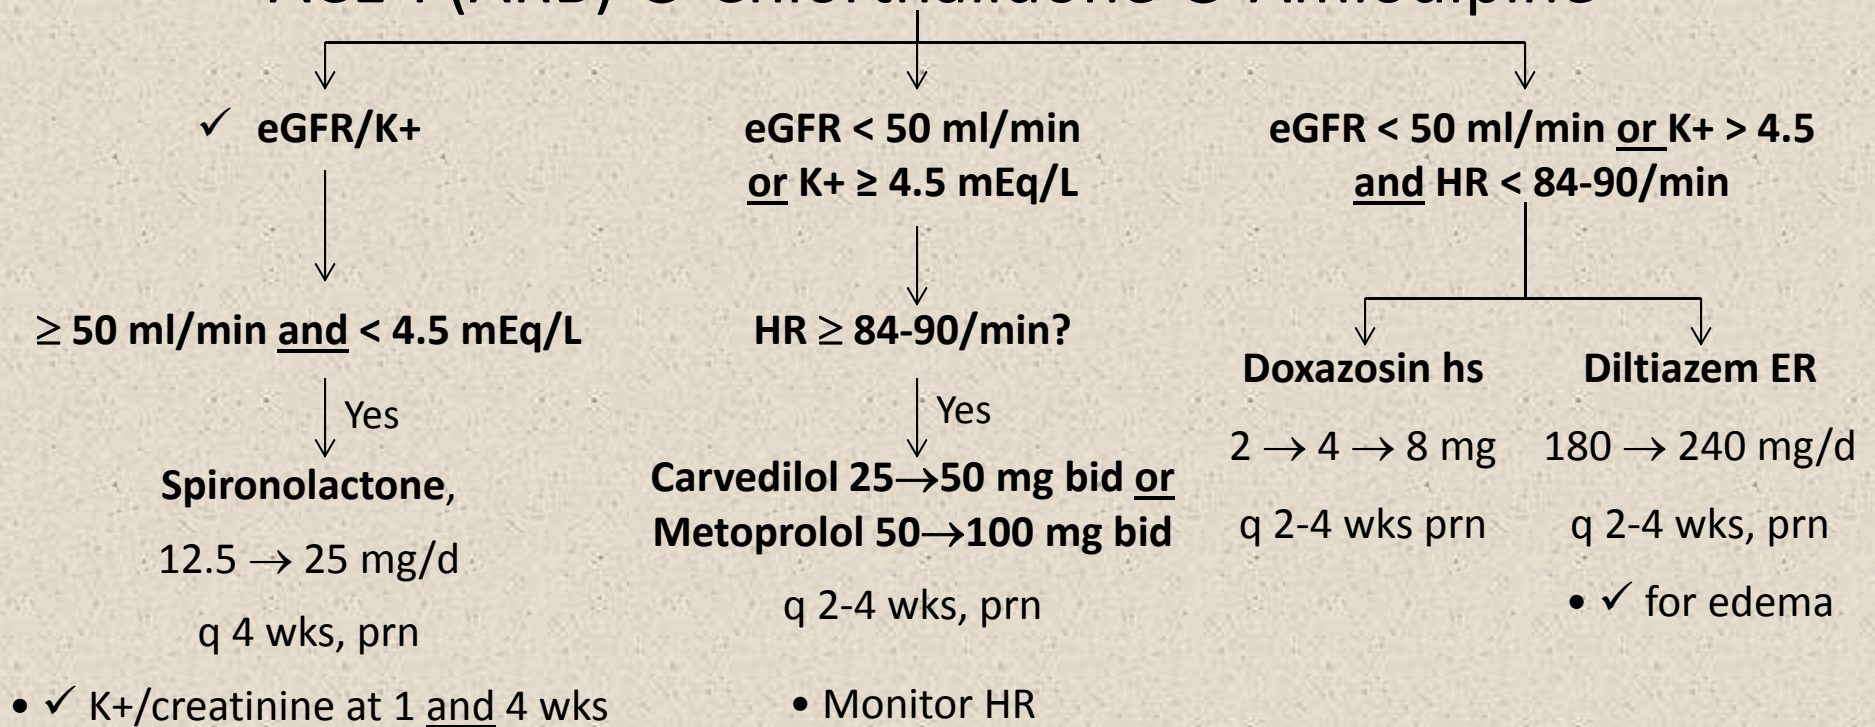 ✓ eGFR/K+
≥ 50 ml/min and < 4.5 mEq/L
Yes
Spironolactone,
12.5 → 25 mg/d
q 4 wks, prn
• ✓ K+/creatinine at 1 and 4 wks
eGFR < 50 ml/min
or K+ ≥ 4.5 mEq/L
HR ≥ 84-90/min?
Yes
Carvedilol 25→50 mg bid or
Metoprolol 50→100 mg bid
q 2-4 wks, prn
• Monitor HR
eGFR < 50 ml/min or K+ > 4.5
and HR < 84-90/min
Doxazosin hs
2 → 4 → 8 mg
q 2-4 wks prn
Diltiazem ER
180 → 240 mg/d
q 2-4 wks, prn
• ✓ for edema